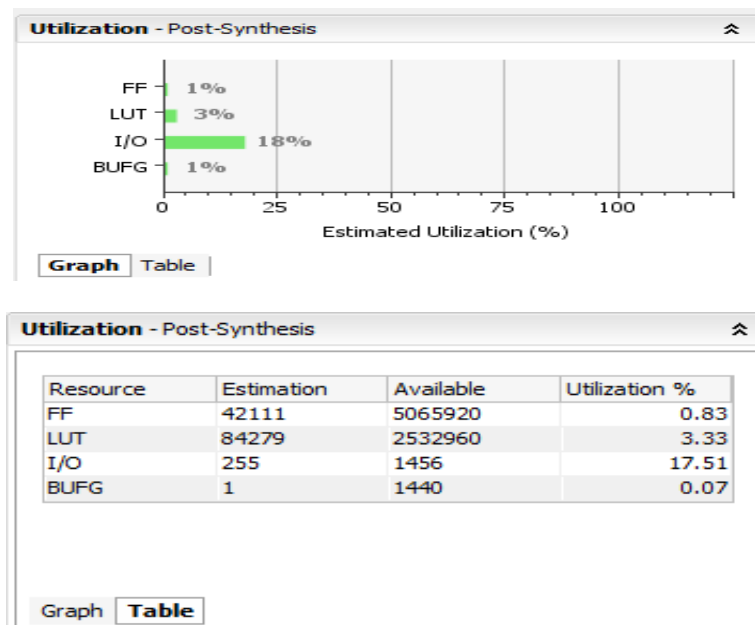 Utilization - Post-Synthesis
FF 1%
LUT 3%
I/O 18%
BUFG 1%
0 25 50 75 100
Estimated Utilization (%)
Graph Table
Utilization - Post-Synthesis
Resource Estimation Available Utilization %
FF 42111 5065920 0.83
LUT 84279 2532960 3.33
I/O 255 1456 17.51
BUFG 1 1440 0.07
Graph Table